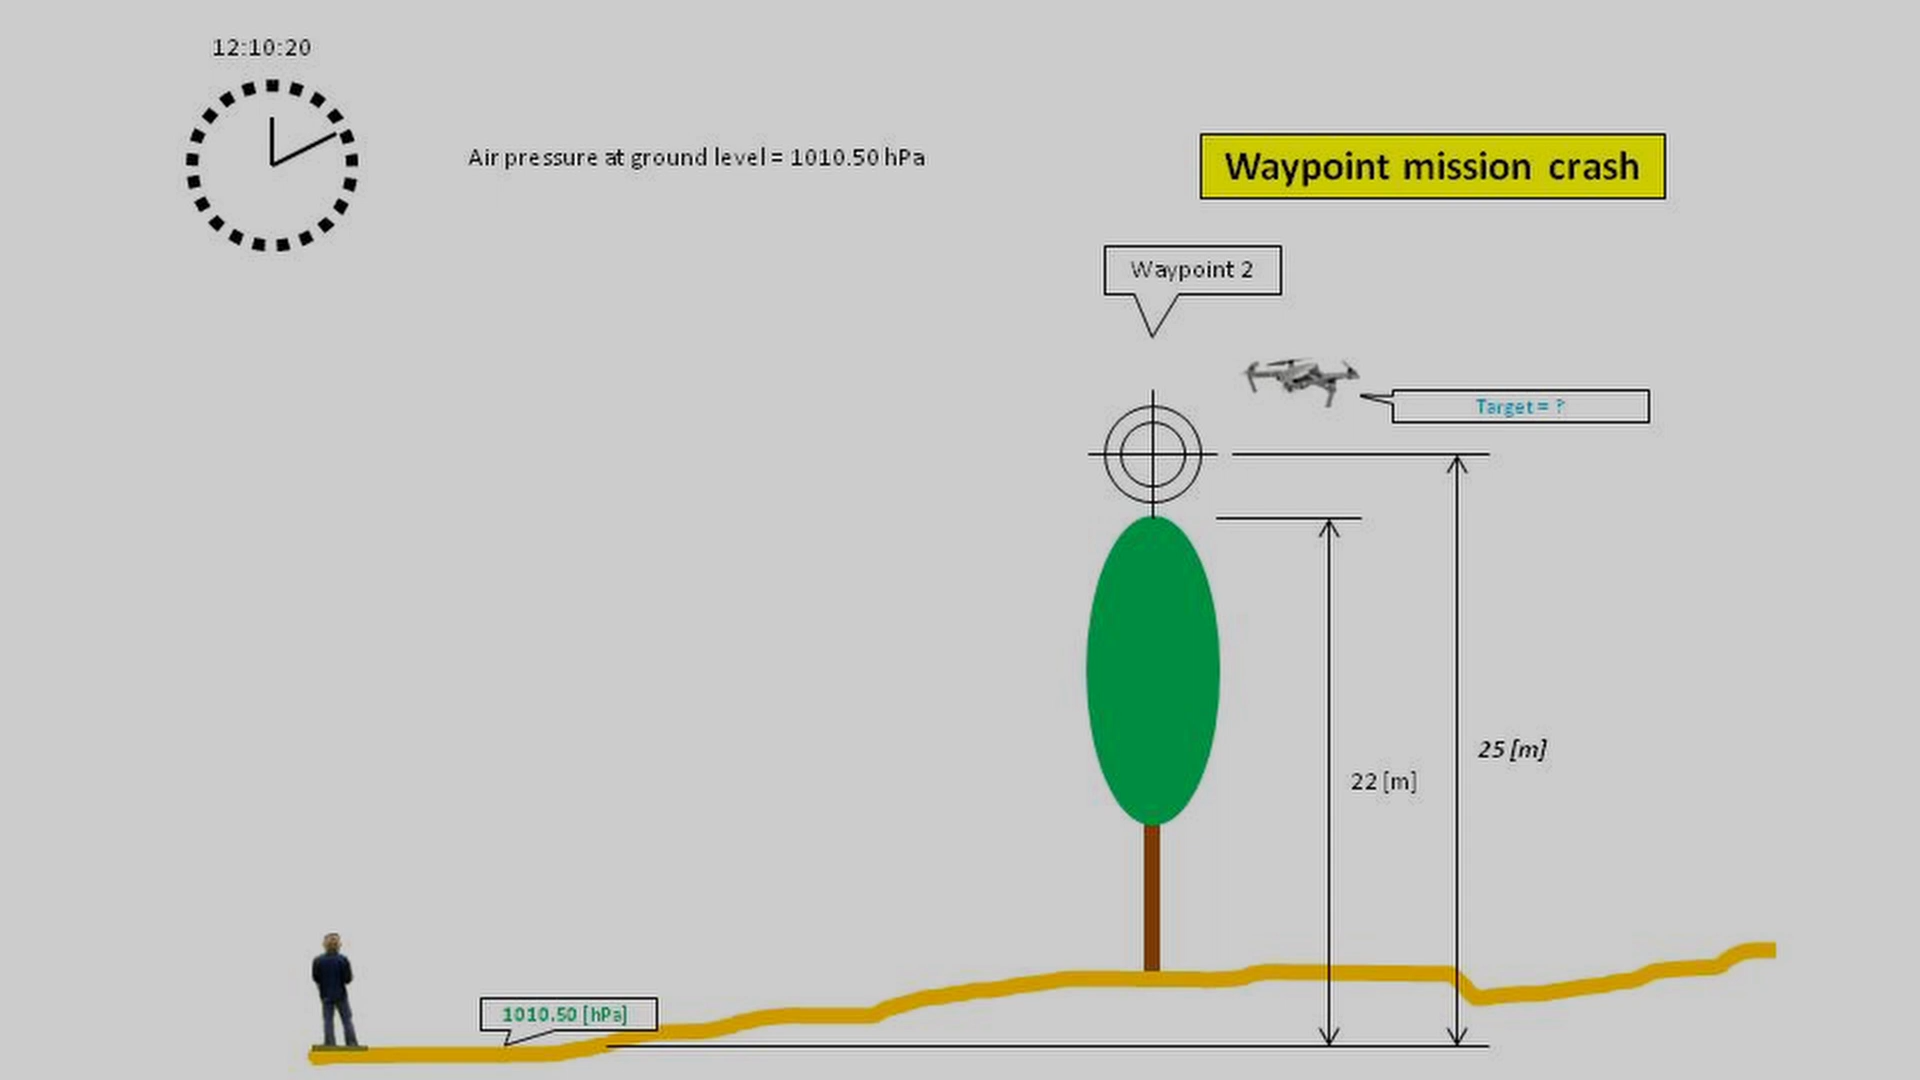 12:10:20
Air pressure at ground level = 1010.50 hPa
Waypoint mission crash
Waypoint 2
Target = ?
25 [m]
22 [m]
1010.50 [hPa]